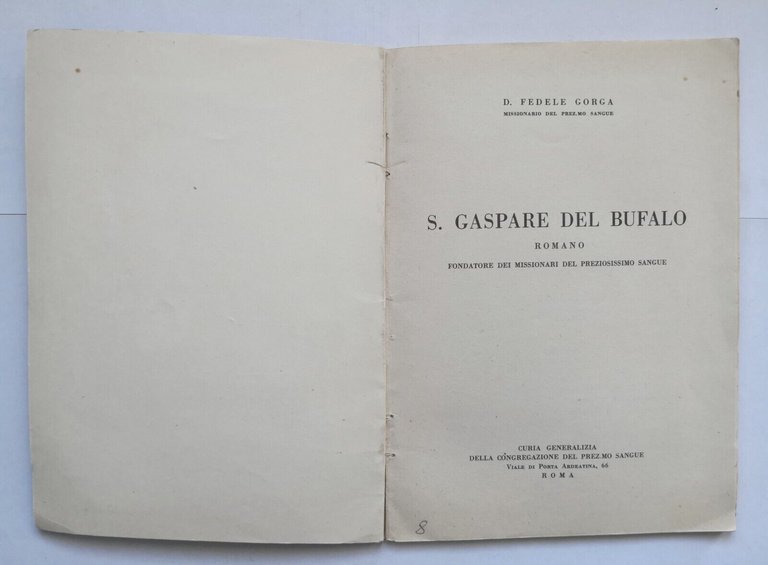 D. FEDELE GORGA
MISSIONARIO DEL PREZ.MO SANGUE
S. GASPARE DEL BUFALO
ROMANO
FONDATORE DEI MISSIONARI DEL PREZIOSISSIMO SANGUE
CURIA GENERALIZIA
DELLA CONGREGAZIONE DEL PREZ.MO SANGUE
VIALE DI PORTA ARDEATINA, 66
ROMA
8